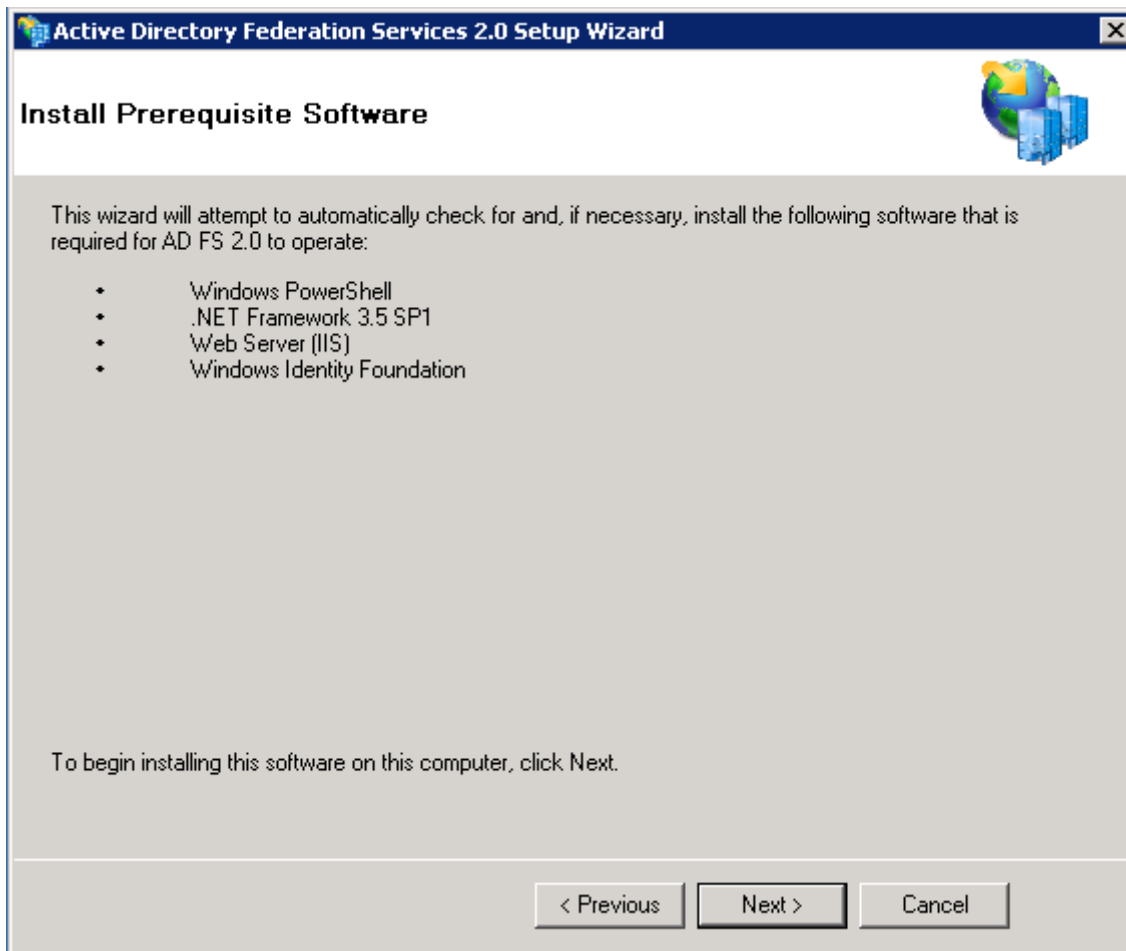 Active Directory Federation Services 2.0 Setup Wizard
Install Prerequisite Software
This wizard will attempt to automatically check for and, if necessary, install the following software that is
required for AD FS 2.0 to operate:
• Windows PowerShell
• .NET Framework 3.5 SP1
• Web Server (IIS)
• Windows Identity Foundation
To begin installing this software on this computer, click Next.
< Previous Next > Cancel